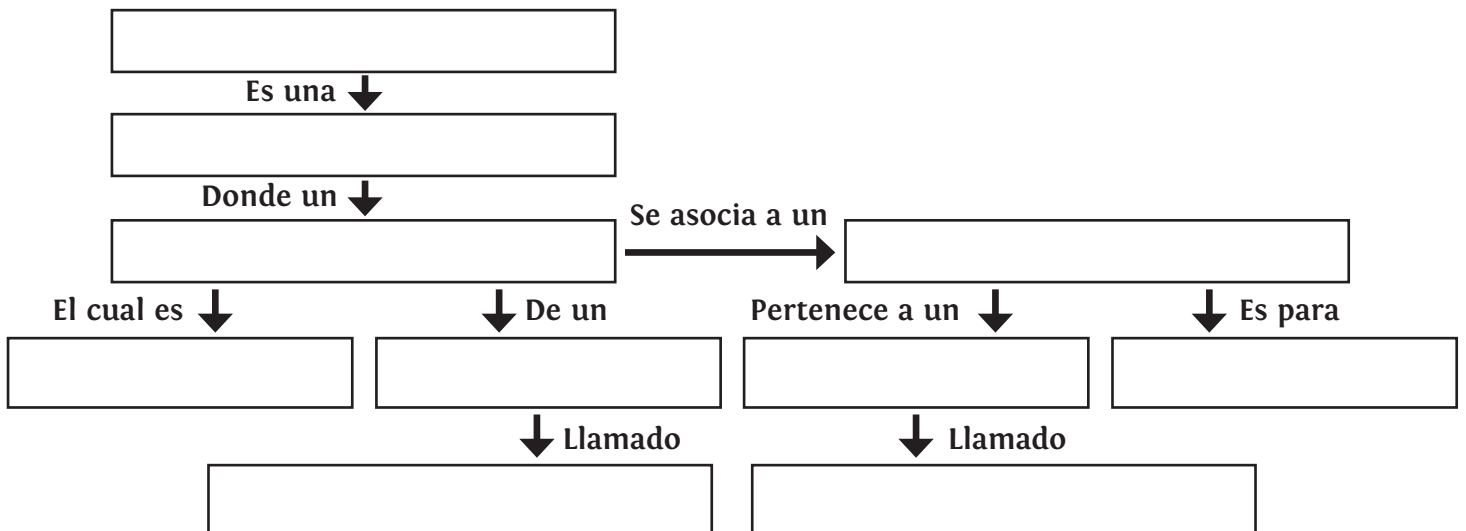 Es una
Donde un
Se asocia a un
El cual es
De un
Pertenece a un
Es para
Llamado
Llamado